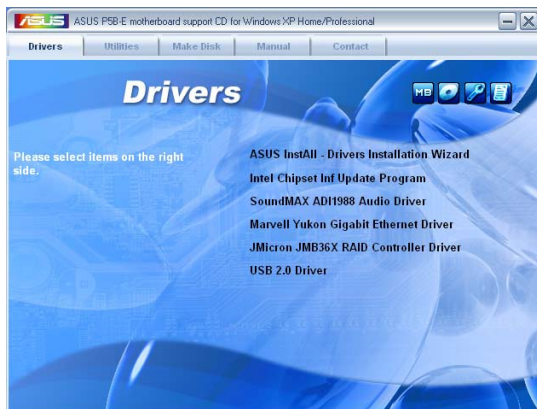 ASUS ASUS P5B-E motherboard support CD for Windows XP Home/Professional
Drivers Utilities Make Disk Manual Contact
Drivers
MB
Please select items on the right
side.
ASUS InstAll - Drivers Installation Wizard
Intel Chipset Inf Update Program
SoundMAX ADI1988 Audio Driver
Marvell Yukon Gigabit Ethernet Driver
JMicron JMB36X RAID Controller Driver
USB 2.0 Driver